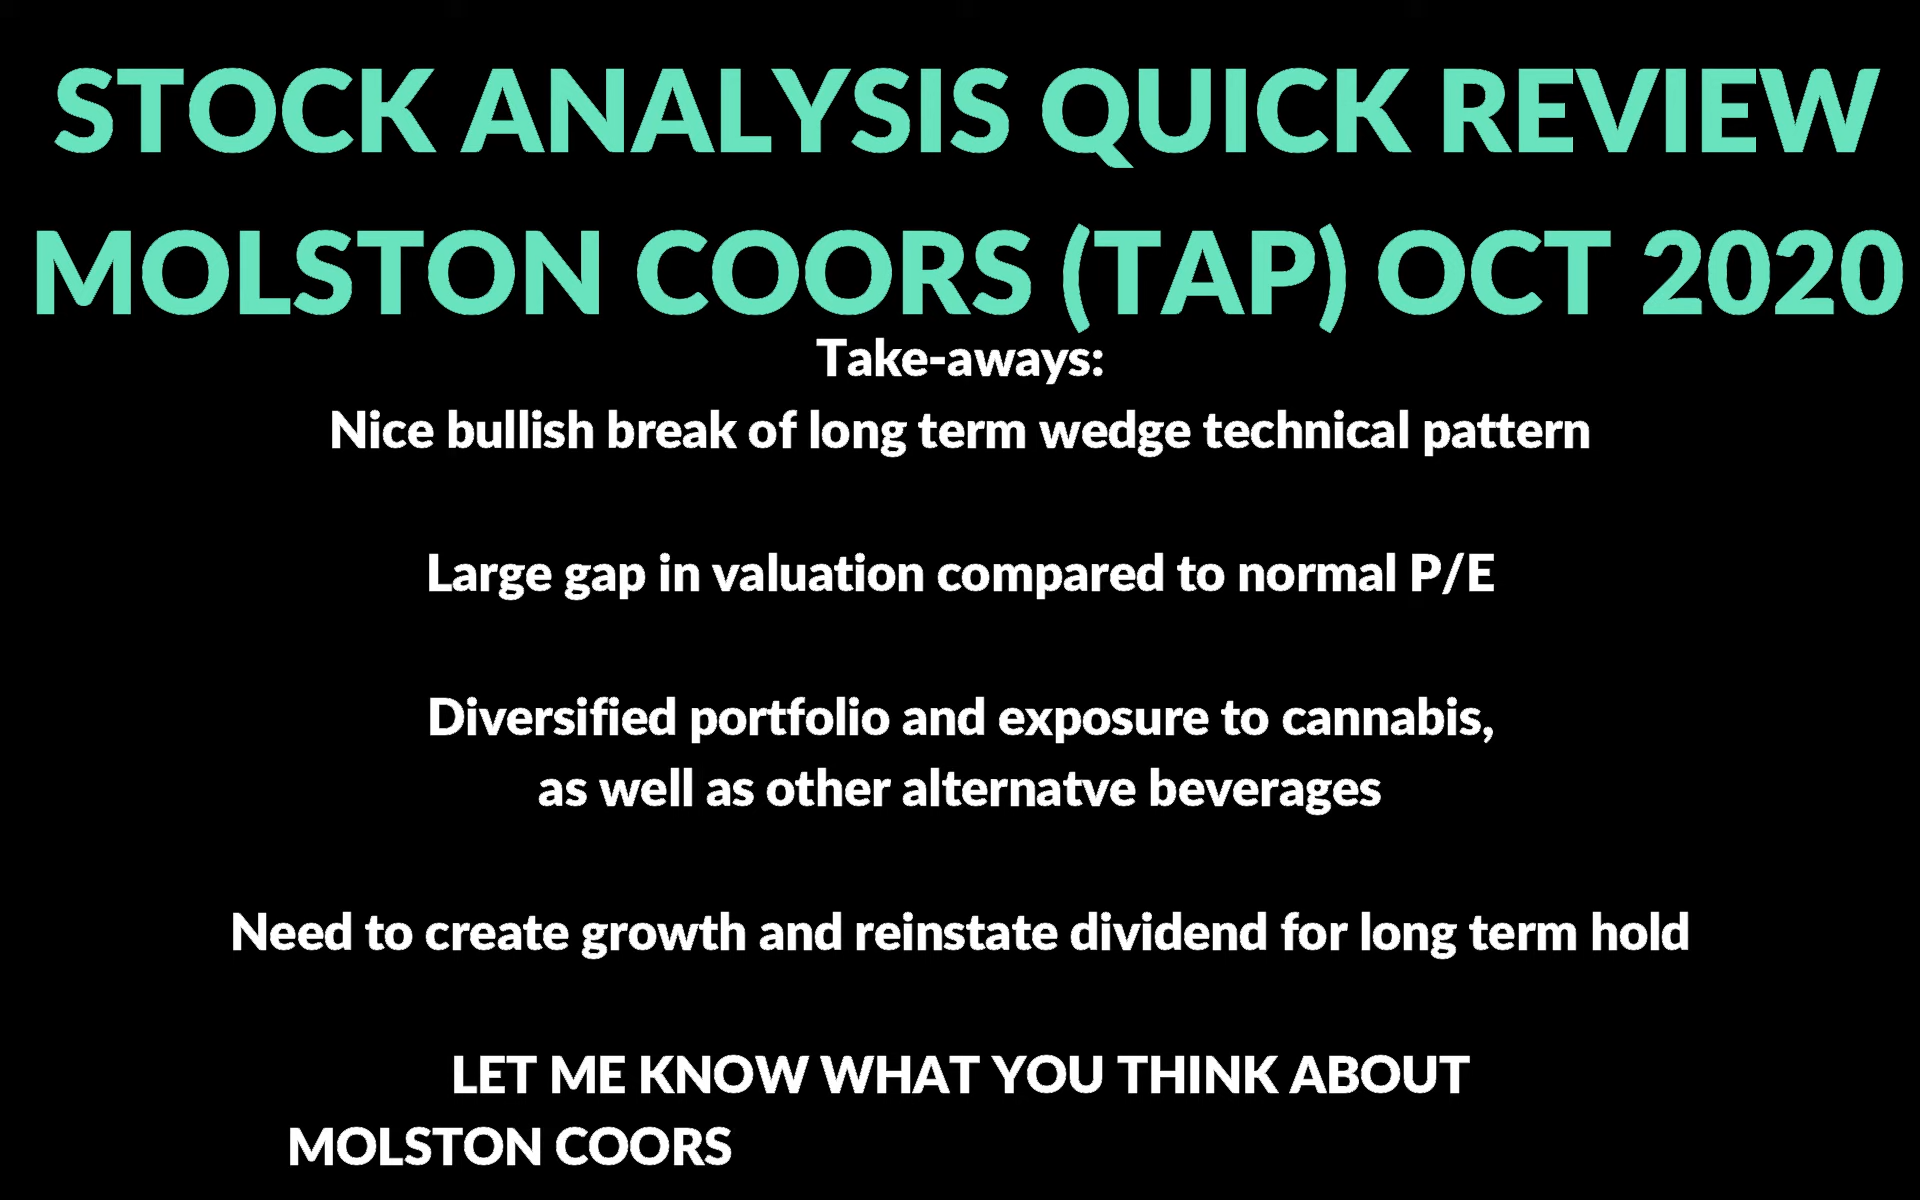 STOCK ANALYSIS QUICK REVIEW
MOLSTON COORS (TAP) OCT 2020
Take-aways:
Nice bullish break of long term wedge technical pattern
Large gap in valuation compared to normal P/E
Diversified portfolio and exposure to cannabis,
as well as other alternatve beverages
Need to create growth and reinstate dividend for long term hold
LET ME KNOW WHAT YOU THINK ABOUT
MOLSTON COORS